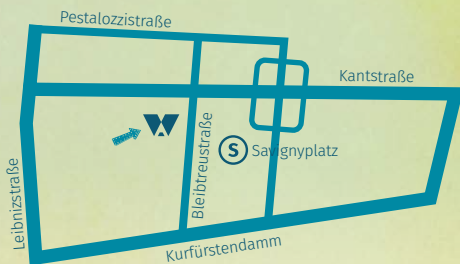 Pestalozzistraße
Kantstraße
Bleibtreustraße
S Savignyplatz
Leibnizstraße
Kurfürstendamm